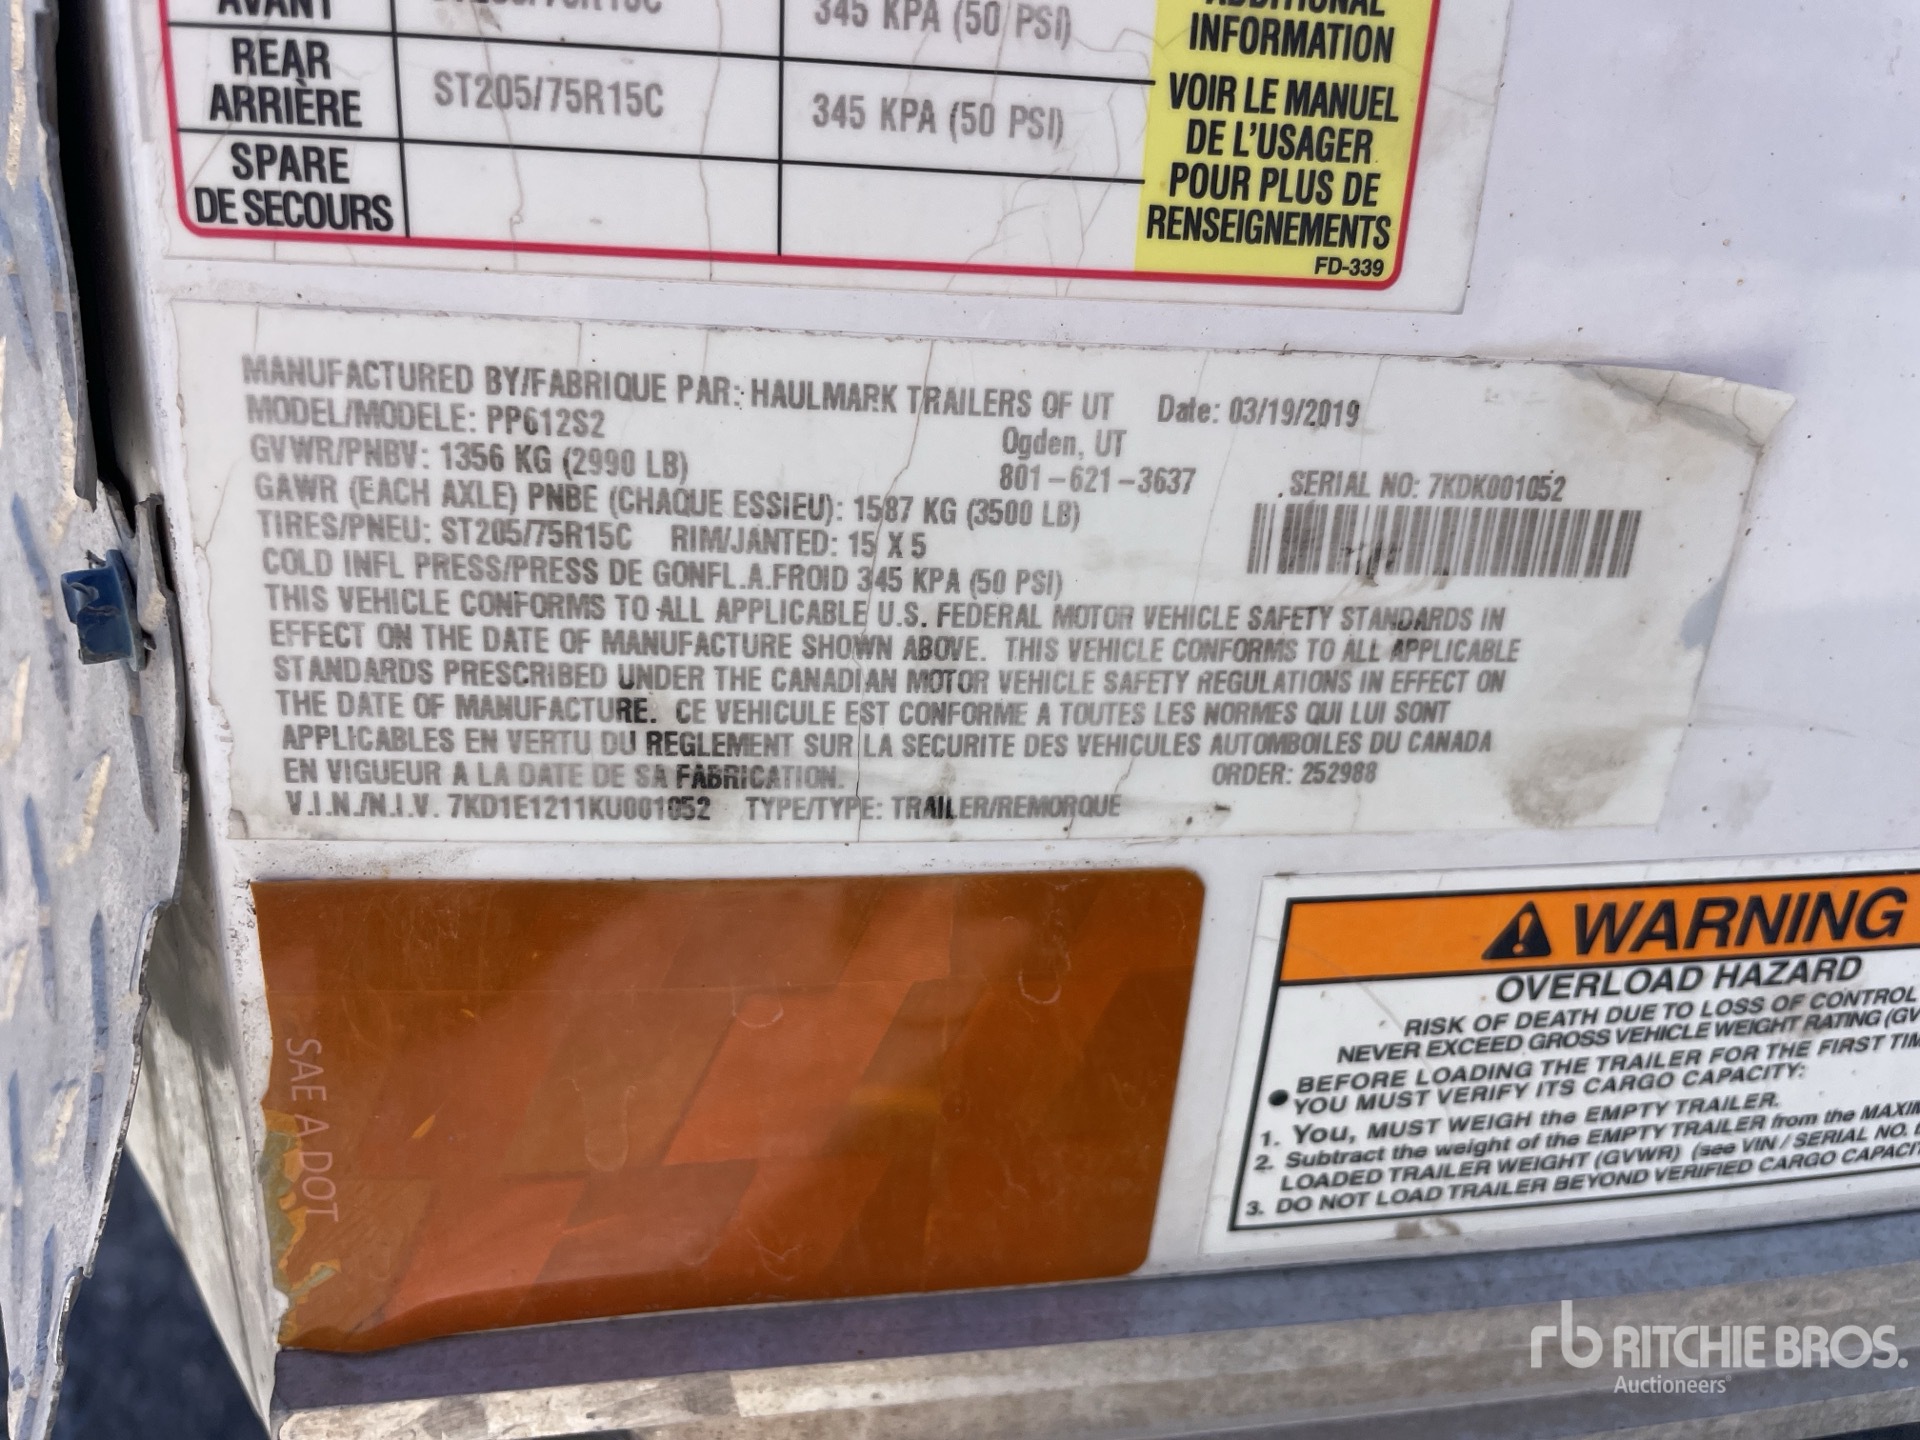 AVANT 345 KPA (50 PSI) ADDITIONAL
INFORMATION
REAR
ARRIÈRE ST205/75R15C 345 KPA (50 PSI)
VOIR LE MANUEL
DE L'USAGER
POUR PLUS DE
RENSEIGNEMENTS
SPARE
DE SECOURS
FD-339
MANUFACTURED BY/FABRIQUE PAR: HAULMARK TRAILERS OF UT Date: 03/19/2019
MODEL/MODELE: PP612S2 Ogden, UT
GVWR/PNBV: 1356 KG (2990 LB) 801-621-3637 SERIAL NO: 7KDK001052
GAWR (EACH AXLE) PNBE (CHAQUE ESSIEU): 1587 KG (3500 LB)
TIRES/PNEU: ST205/75R15C RIM/JANTED: 15 X 5
COLD INFL PRESS/PRESS DE GONFL.A.FROID 345 KPA (50 PSI)
THIS VEHICLE CONFORMS TO ALL APPLICABLE U.S. FEDERAL MOTOR VEHICLE SAFETY STANDARDS IN
EFFECT ON THE DATE OF MANUFACTURE SHOWN ABOVE. THIS VEHICLE CONFORMS TO ALL APPLICABLE
STANDARDS PRESCRIBED UNDER THE CANADIAN MOTOR VEHICLE SAFETY REGULATIONS IN EFFECT ON
THE DATE OF MANUFACTURE. CE VEHICULE EST CONFORME A TOUTES LES NORMES QUI LUI SONT
APPLICABLES EN VERTU DU REGLEMENT SUR LA SECURITE DES VEHICULES AUTOMBOILES DU CANADA
EN VIGUEUR A LA DATE DE SA FABRICATION. ORDER: 252988
V.I.N./N.I.V. 7KD1E1211KU001052 TYPE/TYPE: TRAILER/REMORQUE
SAE A DOT
WARNING
OVERLOAD HAZARD
RISK OF DEATH DUE TO LOSS OF CONTROL
NEVER EXCEED GROSS VEHICLE WEIGHT RATING (GV
• BEFORE LOADING THE TRAILER FOR THE FIRST TIM
YOU MUST VERIFY ITS CARGO CAPACITY:
1. You, MUST WEIGH the EMPTY TRAILER.
2. Subtract the weight of the EMPTY TRAILER from the MAXIM
LOADED TRAILER WEIGHT (GVWR) (see VIN / SERIAL NO.
3. DO NOT LOAD TRAILER BEYOND VERIFIED CARGO CAPACIT
rb RITCHIE BROS.
Auctioneers